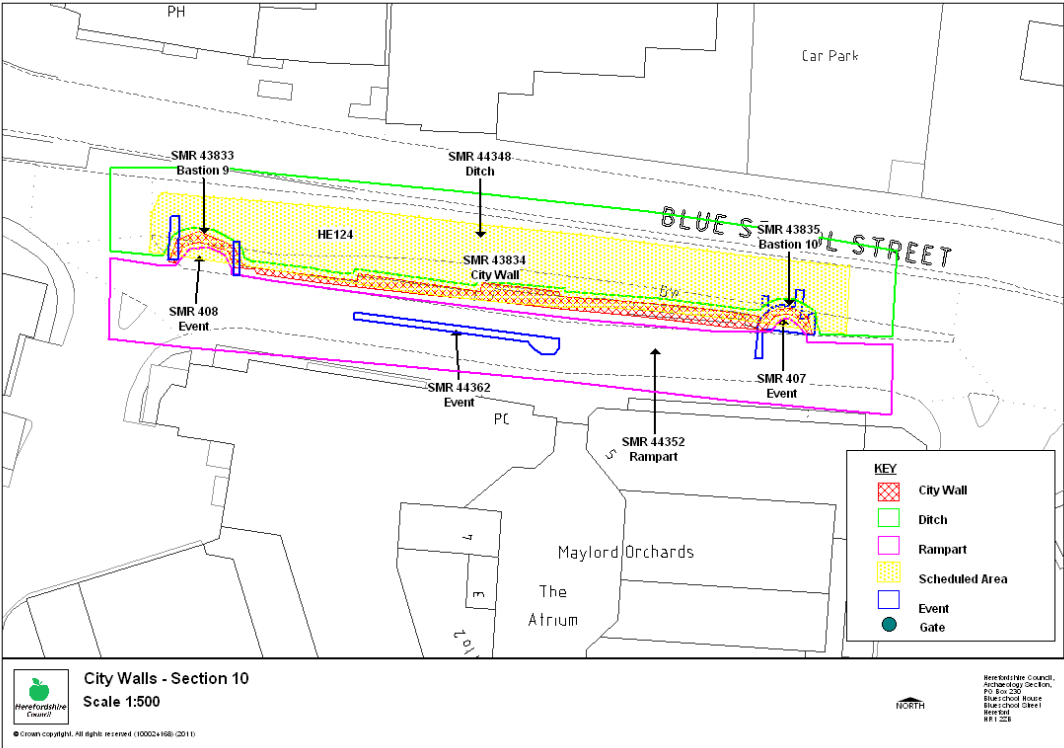 PH
Car Park
SMR 43833
Bastion 9
SMR 44348
Ditch
BLUE S
L STREET
SMR 43835
Bastion 10
HE124
SMR 43834
City Wall
SMR 408
Event
SMR 44362
Event
SMR 407
Event
SMR 44352
Rampart
PC
5
7
E
Maylord Orchards
The
Atrium
KEY
City Wall
Ditch
Rampart
Scheduled Area
Event
Gate
Herefordshire
Council
City Walls - Section 10
Scale 1:500
© Crown copyright. All rights reserved (100024168) (2011)
NORTH
Herefordshire Council,
Archaeology Section,
PO Box 230
Blueschool House
Blueschool Street
Hereford
HR1 2ZB